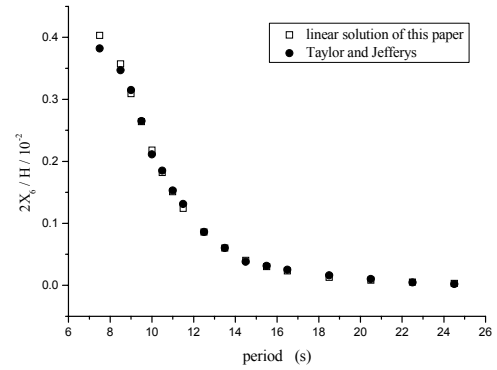 linear solution of this paper
Taylor and Jefferys
0.4
0.3
0.2
0.1
0.0
2X₆ / H / 10⁻²
6 8 10 12 14 16 18 20 22 24 26
period (s)